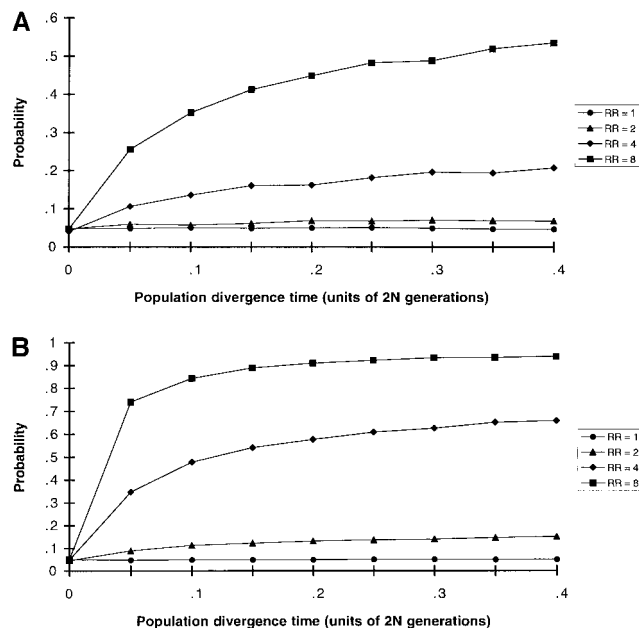 A
.6
.5
.4
.3
.2
.1
0
Probability
0 .1 .2 .3 .4
Population divergence time (units of 2N generations)
RR = 1
RR = 2
RR = 4
RR = 8
B
1
.9
.8
.7
.6
.5
.4
.3
.2
.1
0
Probability
0 .1 .2 .3 .4
Population divergence time (units of 2N generations)
RR = 1
RR = 2
RR = 4
RR = 8